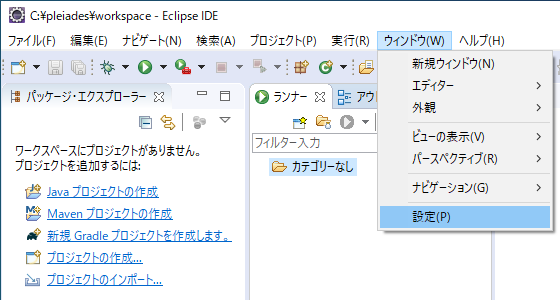 C:¥pleiades¥workspace - Eclipse IDE
ファイル(F) 編集(E) ナビゲート(N) 検索(A) プロジェクト(P) 実行(R) ウィンドウ(W) ヘルプ(H)
新規ウィンドウ(N)
エディター
外観
ビューの表示(V)
パースペクティブ(R)
ナビゲーション(G)
設定(P)
パッケージ・エクスプローラー
ワークスペースにプロジェクトがありません。
プロジェクトを追加するには:
Java プロジェクトの作成
Maven プロジェクトの作成
新規 Gradle プロジェクトを作成します。
プロジェクトの作成...
プロジェクトのインポート...
ランナー アウ
フィルター入力
カテゴリーなし